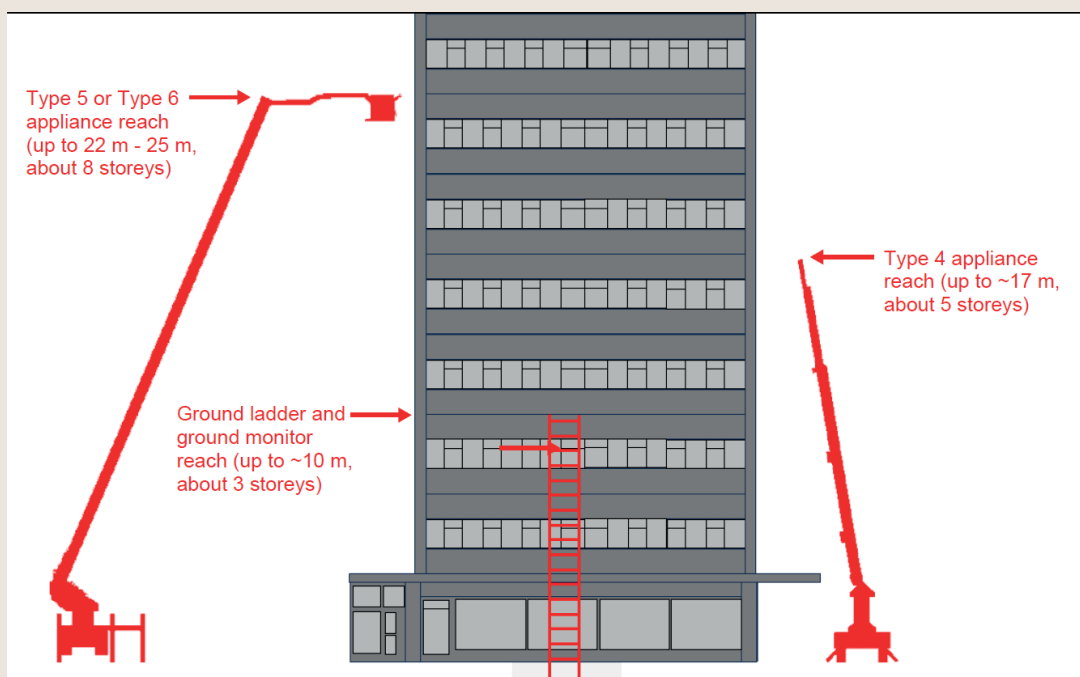 Type 5 or Type 6
appliance reach
(up to 22 m - 25 m,
about 8 storeys)
Type 4 appliance
reach (up to ~17 m,
about 5 storeys)
Ground ladder and
ground monitor
reach (up to ~10 m,
about 3 storeys)